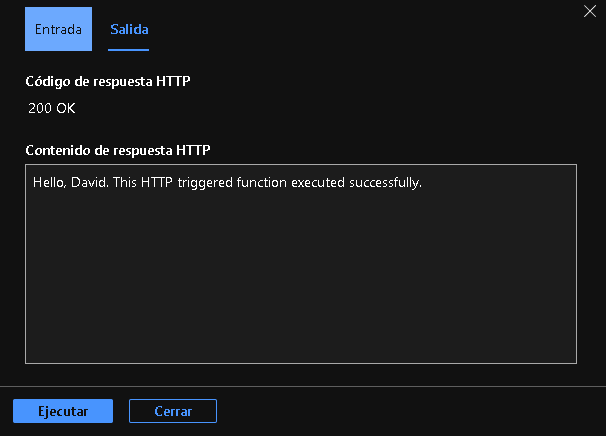 Entrada
Salida
Código de respuesta HTTP
200 OK
Contenido de respuesta HTTP
Hello, David. This HTTP triggered function executed successfully.
Ejecutar
Cerrar